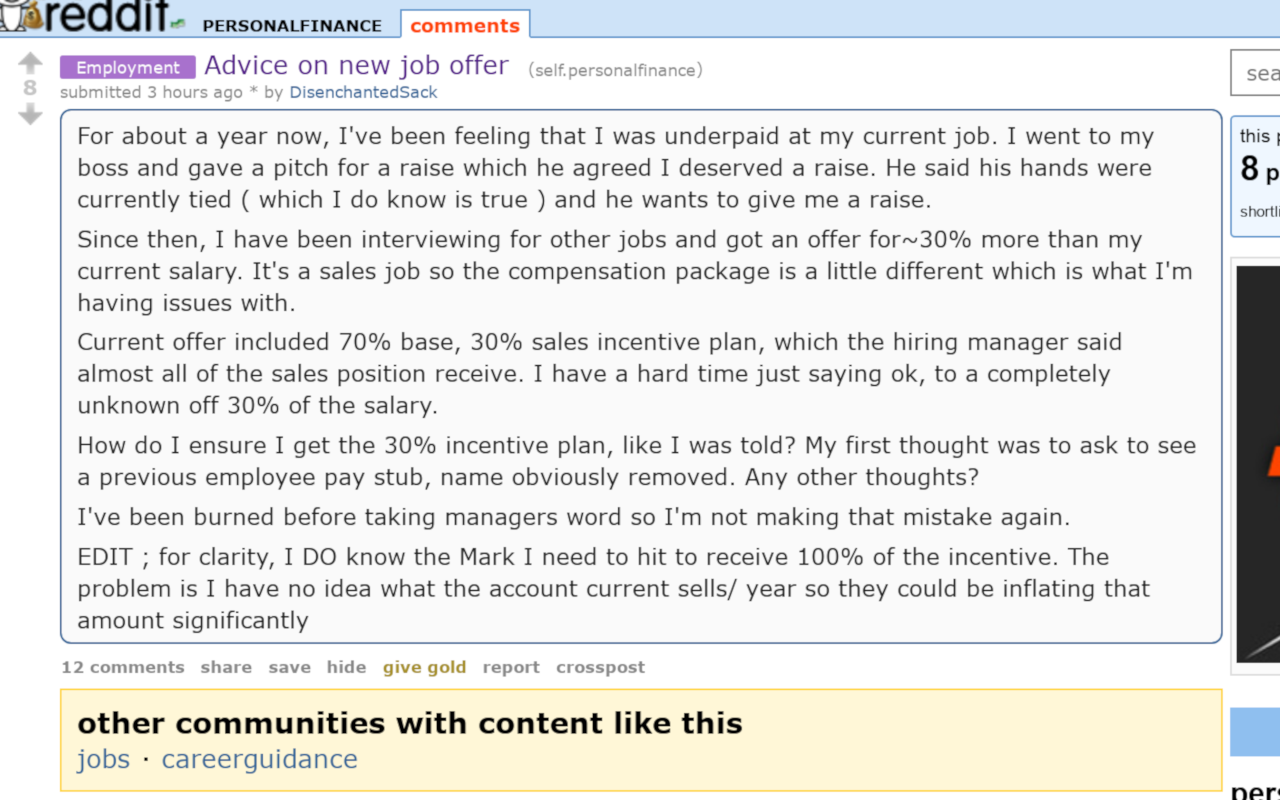 reddit PERSONALFINANCE comments
Employment Advice on new job offer (self.personalfinance)
8
submitted 3 hours ago * by DisenchantedSack
For about a year now, I've been feeling that I was underpaid at my current job. I went to my
boss and gave a pitch for a raise which he agreed I deserved a raise. He said his hands were
currently tied ( which I do know is true ) and he wants to give me a raise.
Since then, I have been interviewing for other jobs and got an offer for~30% more than my
current salary. It's a sales job so the compensation package is a little different which is what I'm
having issues with.
Current offer included 70% base, 30% sales incentive plan, which the hiring manager said
almost all of the sales position receive. I have a hard time just saying ok, to a completely
unknown off 30% of the salary.
How do I ensure I get the 30% incentive plan, like I was told? My first thought was to ask to see
a previous employee pay stub, name obviously removed. Any other thoughts?
I've been burned before taking managers word so I'm not making that mistake again.
EDIT ; for clarity, I DO know the Mark I need to hit to receive 100% of the incentive. The
problem is I have no idea what the account current sells/ year so they could be inflating that
amount significantly
12 comments share save hide give gold report crosspost
other communities with content like this
jobs · careerguidance
sea
this p
8 p
shortli
pers